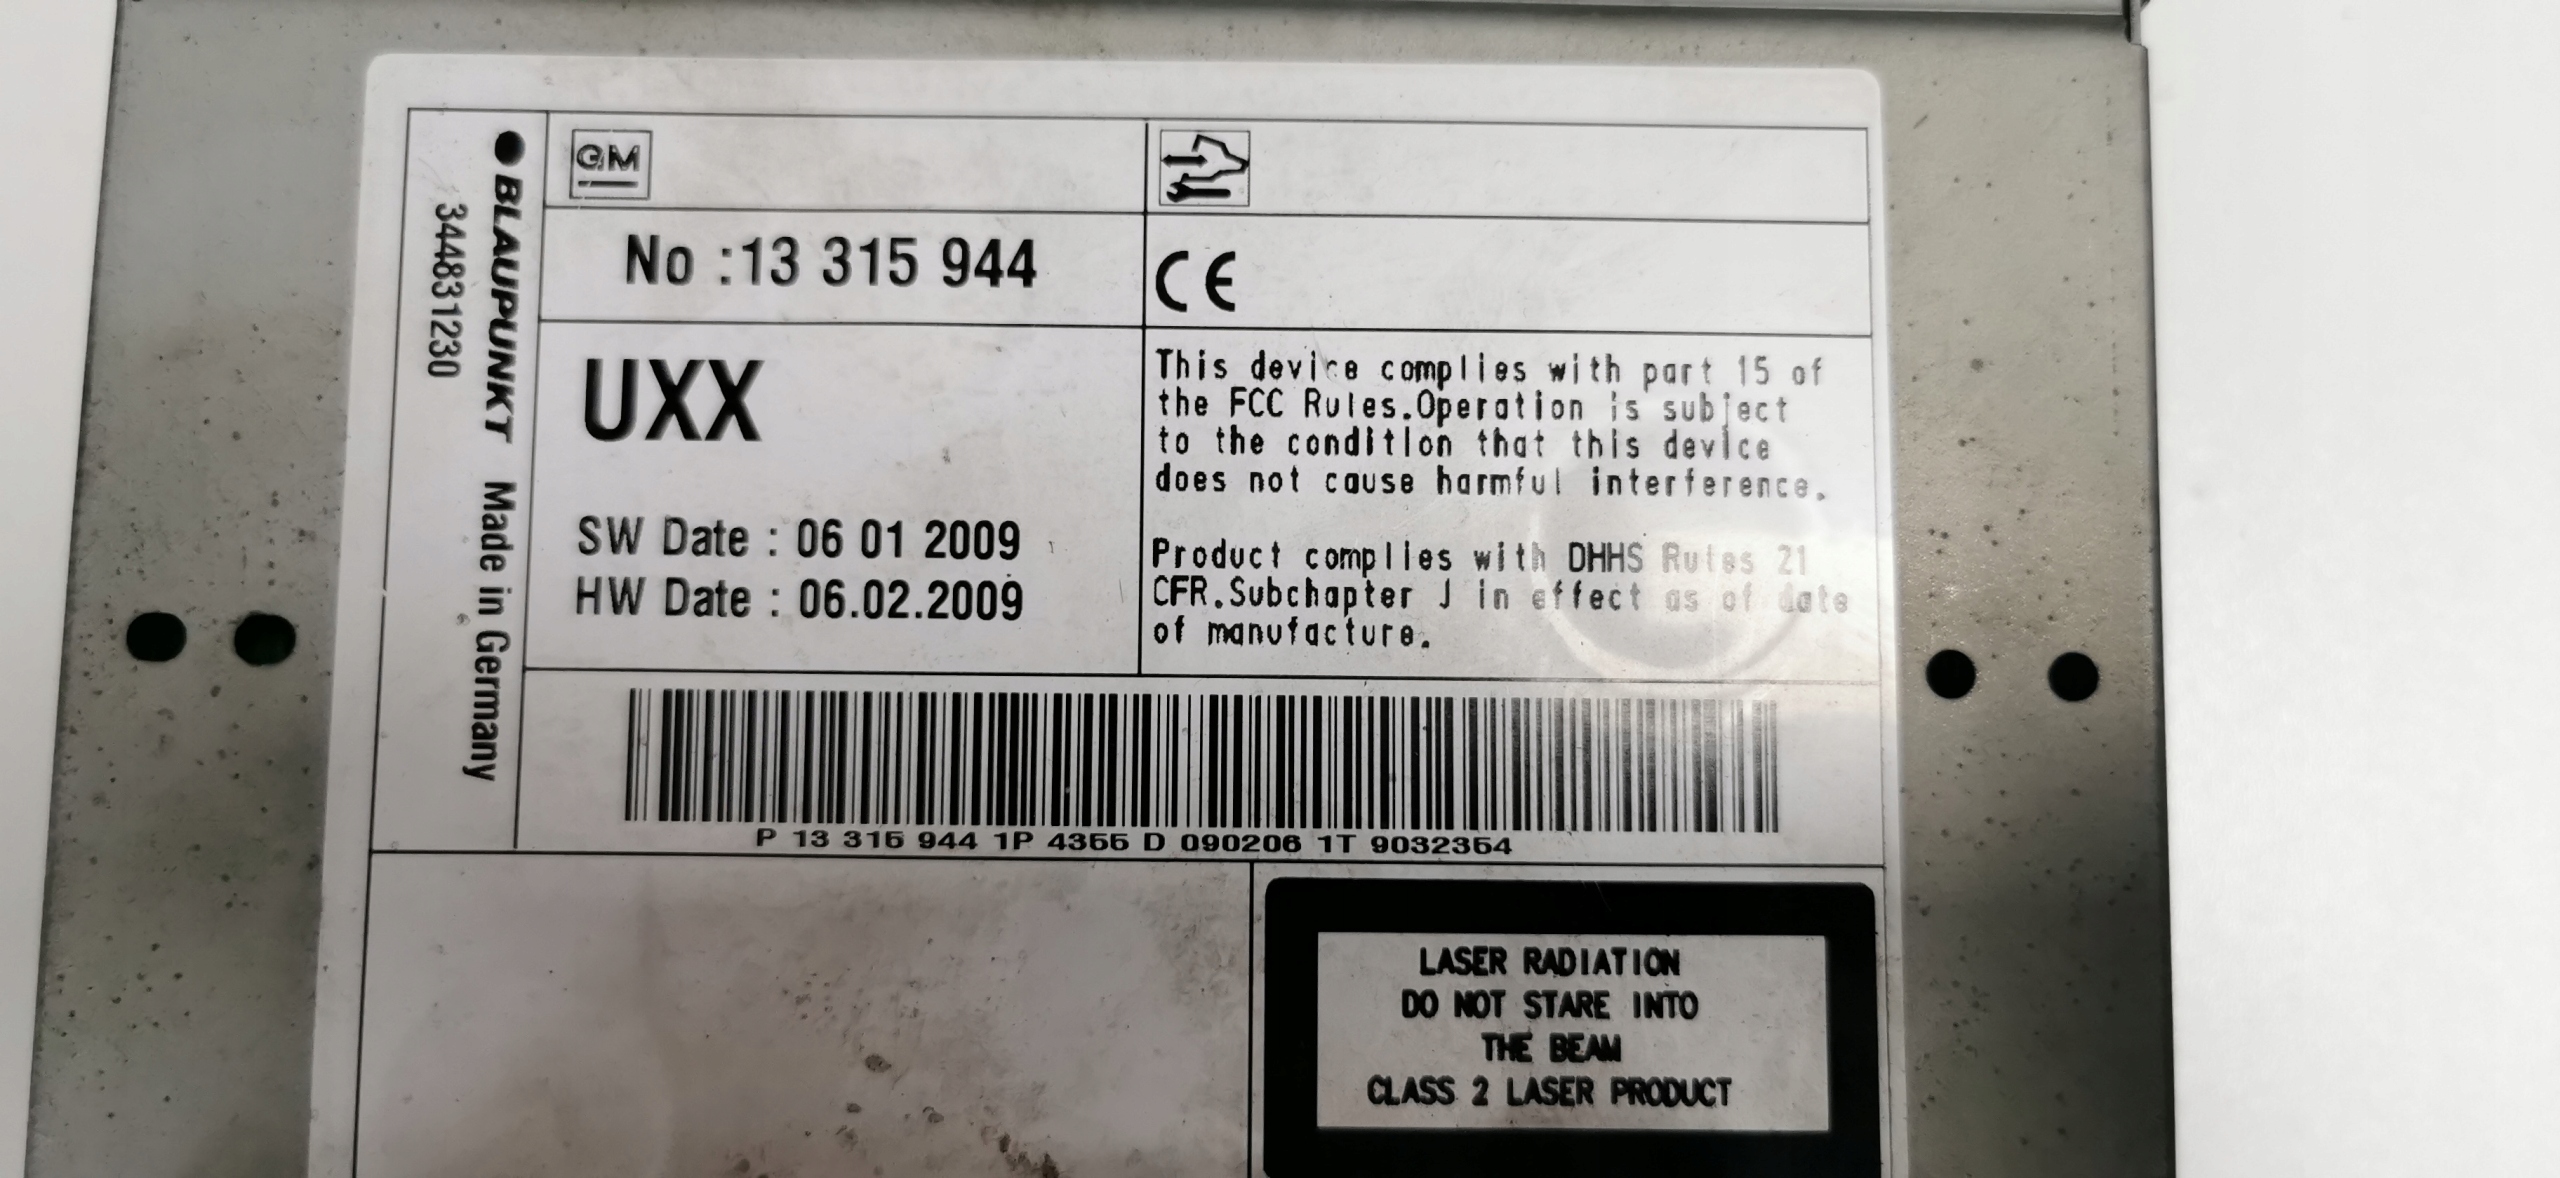 BLAUPUNKT Made in Germany
3448312​30
GM
No :13 315 944
CE
UXX
SW Date : 06 01 2009
HW Date : 06.02.2009
This device complies with part 15 of
the FCC Rules.Operation is subject
to the condition that this device
does not cause harmful interference.
Product complies with DHHS Rules 21
CFR.Subchapter J in effect as of date
of manufacture.
P 13 315 944 1P 4355 D 090206 1T 9032354
LASER RADIATION
DO NOT STARE INTO
THE BEAM
CLASS 2 LASER PRODUCT